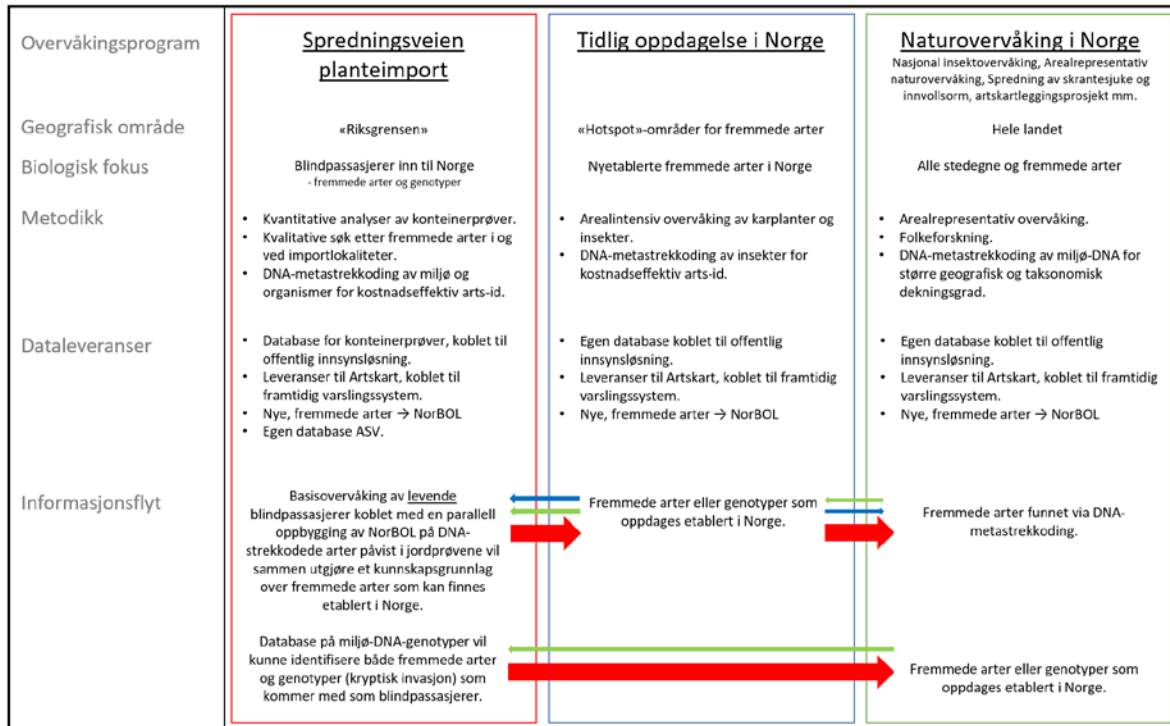 Overvåkingsprogram
Spredningsveien
planteimport
Tidlig oppdagelse i Norge
Naturovervåking i Norge
Nasjonal insektovervåking, Arealrepresentativ
naturovervåking, Spredning av skrantesjuke og
innvollsorm, artskartleggingsprosjekt mm.
Geografisk område
«Riksgrensen»
«Hotspot»-områder for fremmede arter
Hele landet
Biologisk fokus
Blindpassasjerer inn til Norge
- fremmede arter og genotyper
Nyetablerte fremmede arter i Norge
Alle stedegne og fremmede arter
Metodikk
• Kvantitative analyser av konteinerprøver.
• Kvalitative søk etter fremmede arter i og
ved importlokaliteter.
• DNA-metastrekkoding av miljø og
organismer for kostnadseffektiv arts-id.
• Arealintensiv overvåking av karplanter og
insekter.
• DNA-metastrekkoding av insekter for
kostnadseffektiv arts-id.
• Arealrepresentativ overvåking.
• Folkeforskning.
• DNA-metastrekkoding av miljø-DNA for
større geografisk og taksonomisk
dekningsgrad.
Dataleveranser
• Database for konteinerprøver, koblet til
offentlig innsynsløsning.
• Leveranser til Artskart, koblet til
framtidig varslingssystem.
• Nye, fremmede arter → NorBOL
• Egen database ASV.
• Egen database koblet til offentlig
innsynsløsning.
• Leveranser til Artskart, koblet til framtidig
varslingssystem.
• Nye, fremmede arter → NorBOL
• Egen database koblet til offentlig
innsynsløsning.
• Leveranser til Artskart, koblet til framtidig
varslingssystem.
• Nye, fremmede arter → NorBOL
Informasjonsflyt
Basisovervåking av levende
blindpassasjerer koblet med en parallell
oppbygging av NorBOL på DNA-
strekkodede arter påvist i jordprøvene vil
sammen utgjøre et kunnskapsgrunnlag
over fremmede arter som kan finnes
etablert i Norge.
Fremmede arter eller genotyper som
oppdages etablert i Norge.
Fremmede arter funnet via DNA-
metastrekkoding.
Database på miljø-DNA-genotyper vil
kunne identifisere både fremmede arter
og genotyper (kryptisk invasjon) som
kommer med som blindpassasjerer.
Fremmede arter eller genotyper som
oppdages etablert i Norge.